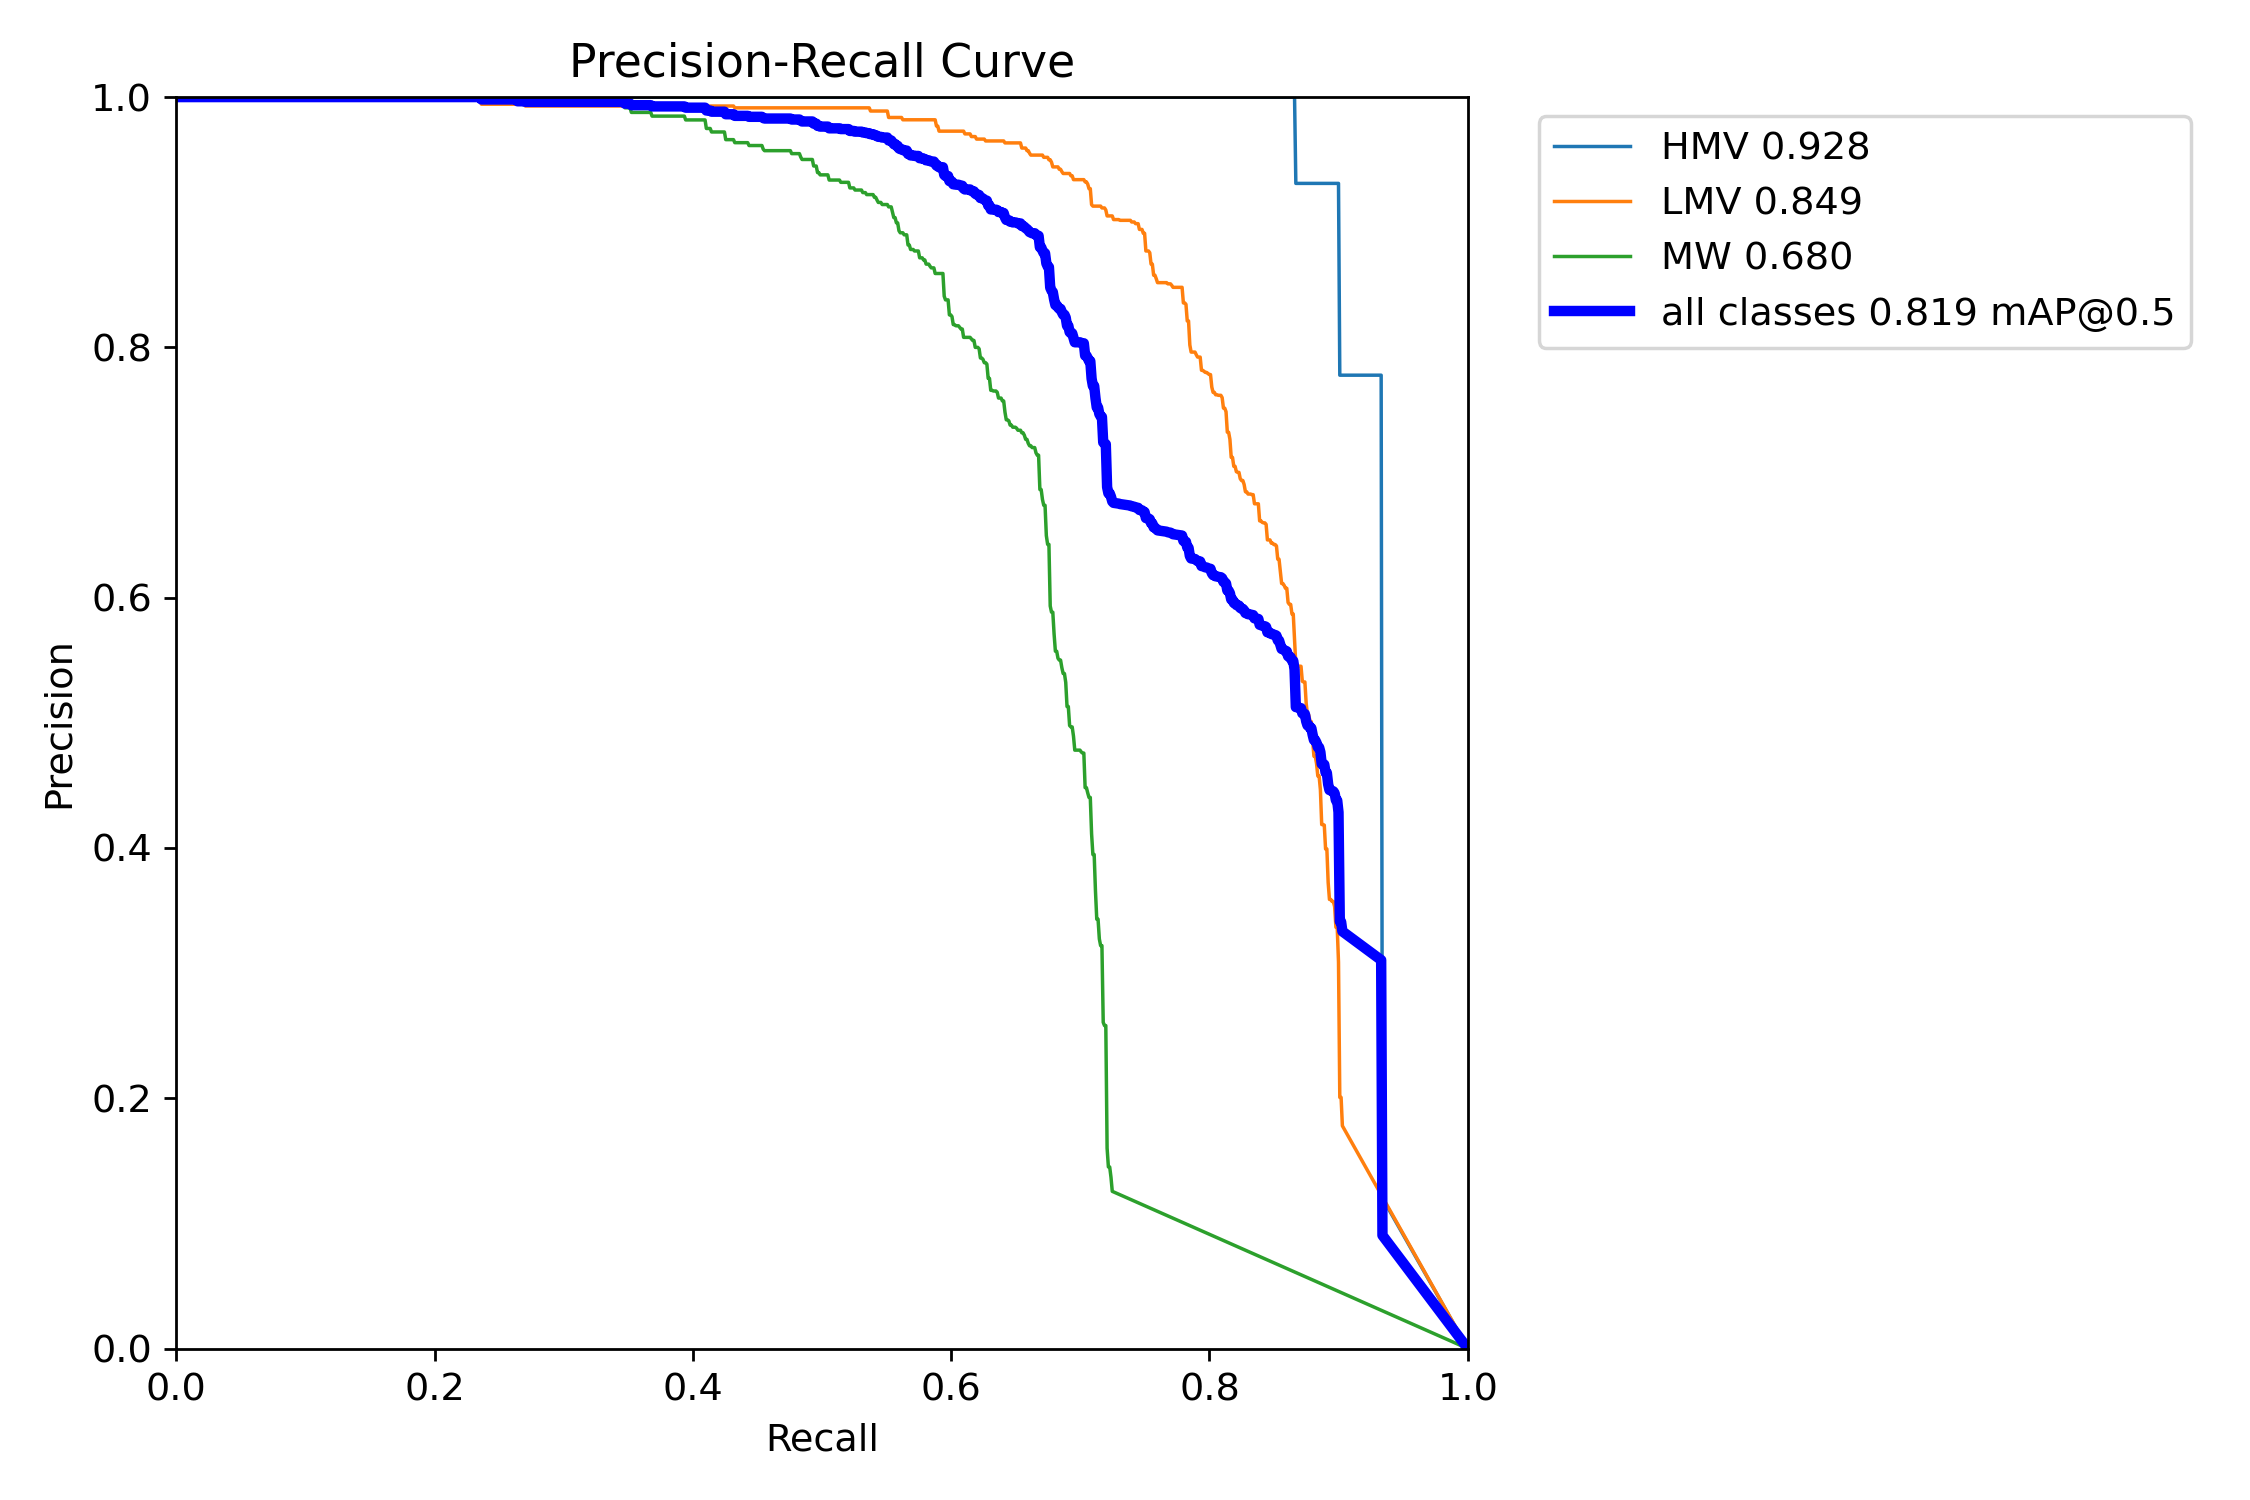 Precision-Recall Curve
1.0
0.8
0.6
0.4
0.2
0.0
Precision
0.0 0.2 0.4 0.6 0.8 1.0
Recall
HMV 0.928
LMV 0.849
MW 0.680
all classes 0.819 mAP@0.5